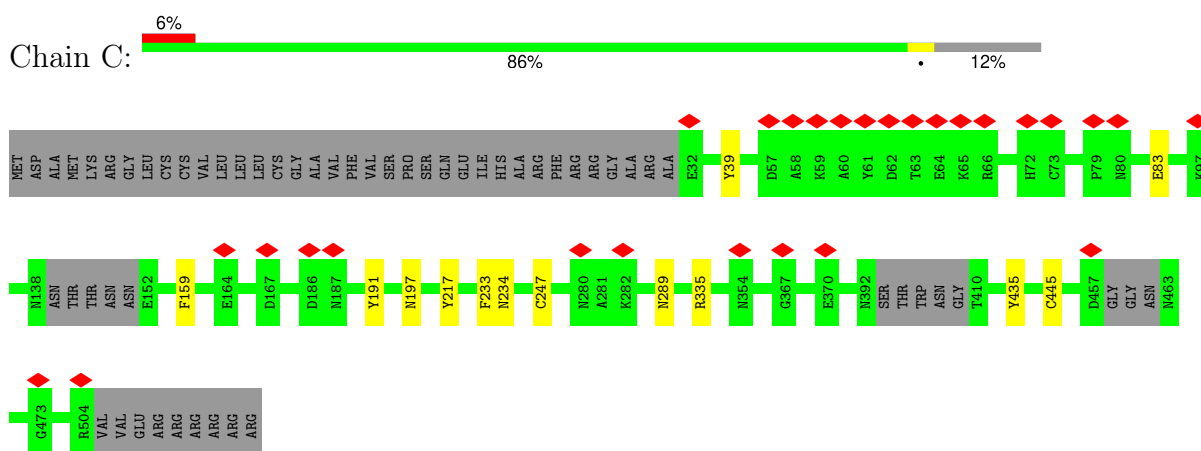 6%
Chain C:
86% • 12%
MET ASP ALA MET LYS ARG GLY LEU CYS CYS VAL LEU LEU LEU CYS GLY ALA VAL PHE VAL SER PRO SER GLN GLU ILE HIS ALA ARG PHE ARG ARG GLY ALA ARG ALA E32 Y39 D57 A58 K59 A60 Y61 D62 T63 E64 K65 R66 H72 C73 P79 N80 E83 K97
N138 ASN THR THR ASN ASN E152 F159 E164 D167 D186 N187 Y191 N197 Y217 F233 N234 C247 N280 A281 K282 N289 R335 N354 G367 E370 N392 SER THR TRP ASN GLY T410 Y435 C445 D457 GLY GLY ASN N463
G473 R504 VAL VAL GLU ARG ARG ARG ARG ARG ARG